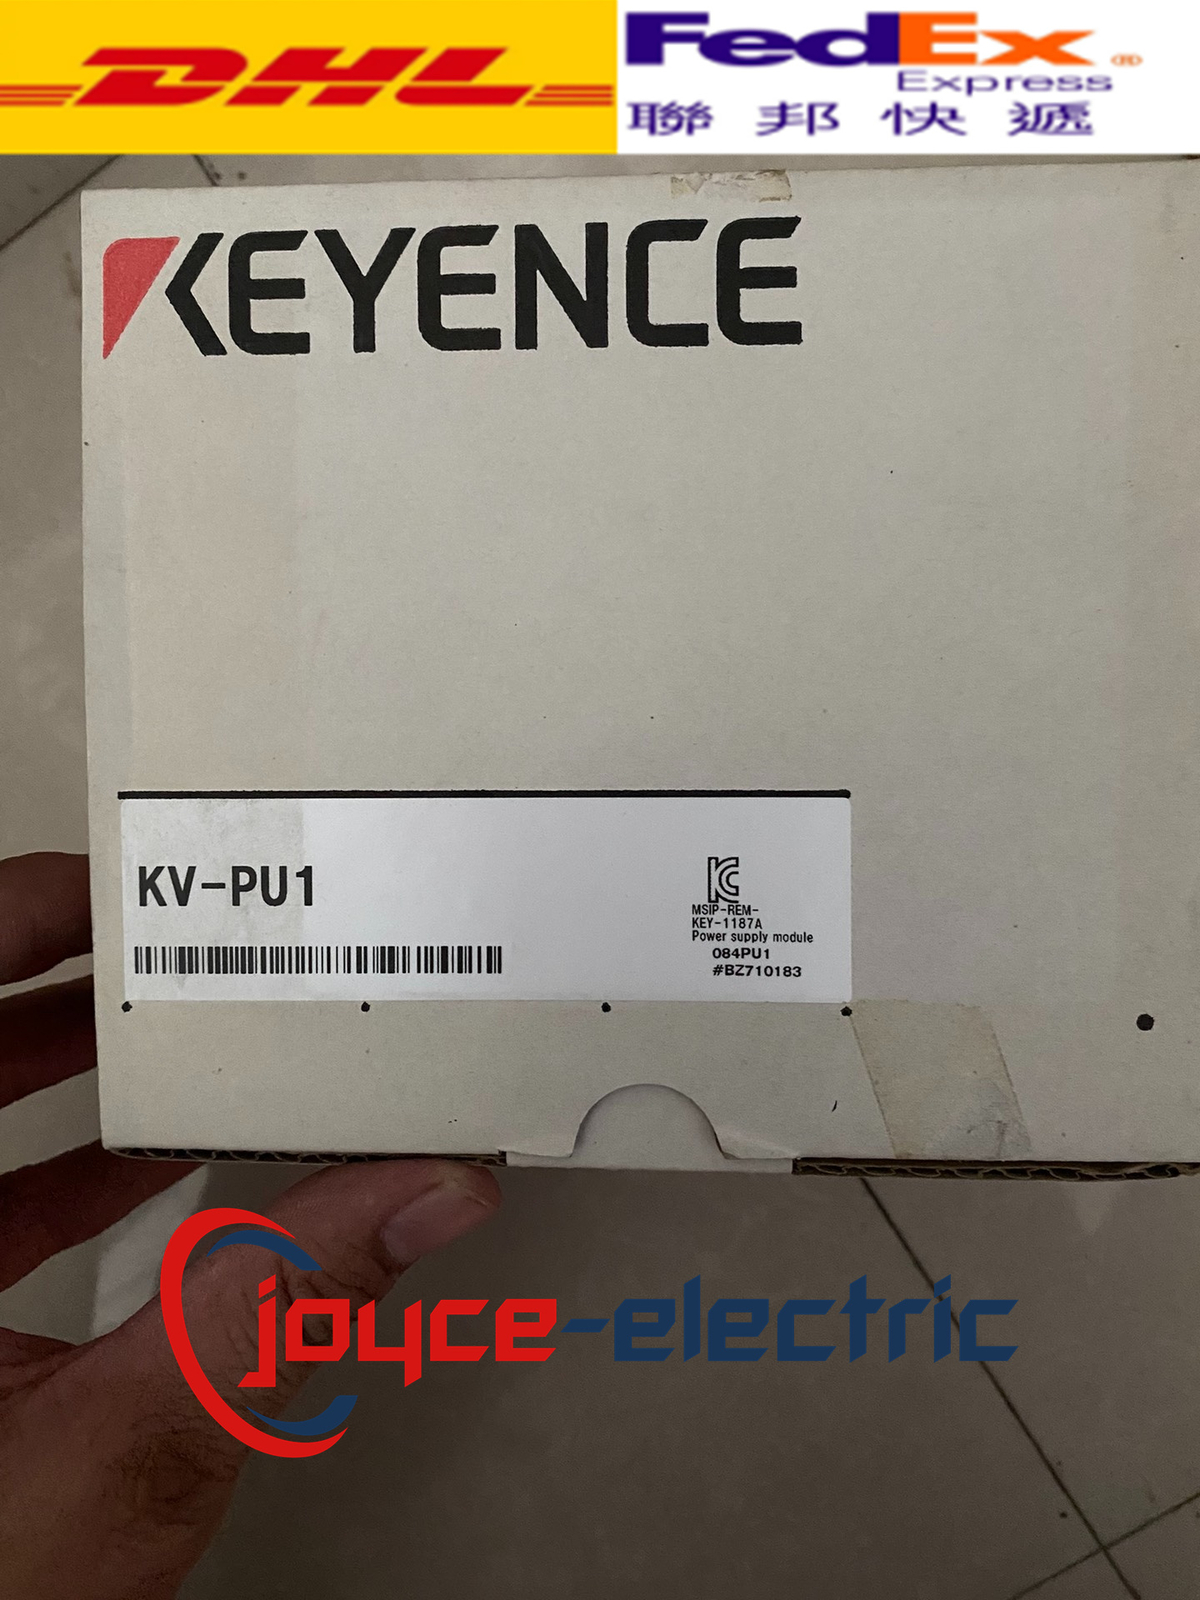 DHL
FedEx®
Express
聯邦快遞
KEYENCE
KV-PU1
MSIP-REM-
KEY-1187A
Power supply module
084PU1
#BZ710183
joyce-electric